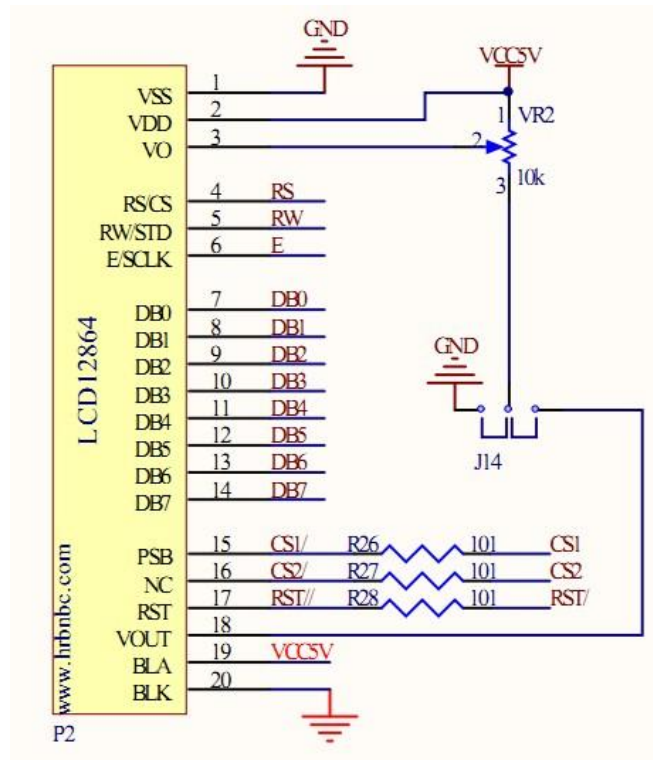 GND
VCC5V
VSS 1
VDD 2
VO 3
1 VR2
2
3 10k
RS/CS 4 RS
RW/STD 5 RW
E/SCLK 6 E
DB0 7 DB0
DB1 8 DB1
DB2 9 DB2
DB3 10 DB3
DB4 11 DB4
DB5 12 DB5
DB6 13 DB6
DB7 14 DB7
LCD12864
GND
J14
PSB 15 CS1/ R26 101 CS1
NC 16 CS2/ R27 101 CS2
RST 17 RST// R28 101 RST/
VOUT 18
BLA 19 VCC5V
BLK 20
www.hrbnbc.com
P2